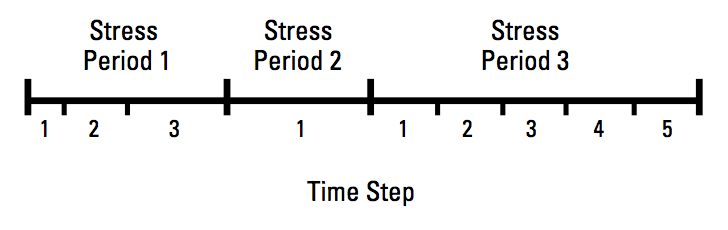 Stress Period 1
Stress Period 2
Stress Period 3
1 2 3 1 1 2 3 4 5
Time Step